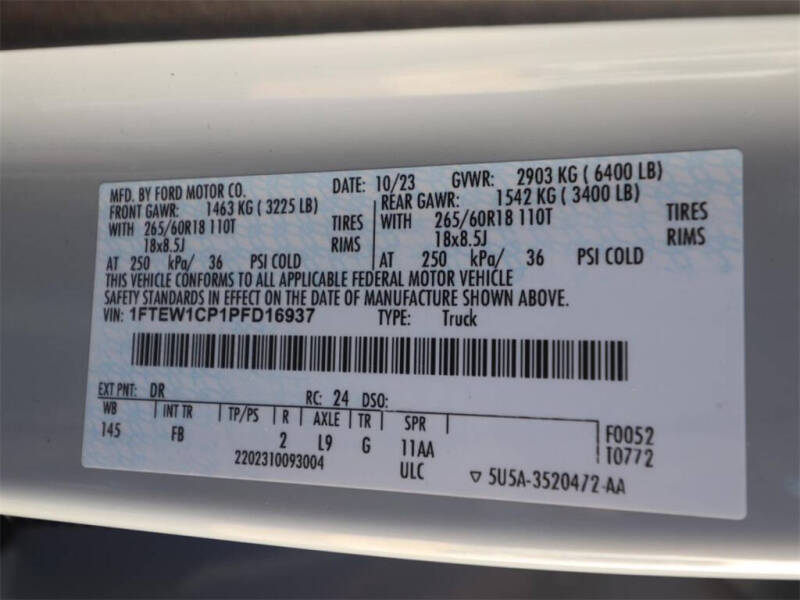 MFD. BY FORD MOTOR CO. DATE: 10/23 GVWR: 2903 KG ( 6400 LB)
FRONT GAWR: 1463 KG ( 3225 LB) REAR GAWR: 1542 KG ( 3400 LB)
WITH 265/60R18 110T TIRES WITH 265/60R18 110T TIRES
18x8.5J RIMS 18x8.5J RIMS
AT 250 kPa/ 36 PSI COLD AT 250 kPa/ 36 PSI COLD
THIS VEHICLE CONFORMS TO ALL APPLICABLE FEDERAL MOTOR VEHICLE
SAFETY STANDARDS IN EFFECT ON THE DATE OF MANUFACTURE SHOWN ABOVE.
VIN: 1FTEW1CP1PFD16937 TYPE: Truck
EXT PNT: DR RC: 24 DSO:
WB INT TR TP/PS R AXLE TR SPR
145 FB 2 L9 G 11AA F0052
2202310093004 ULC T0772
5U5A-3520472-AA